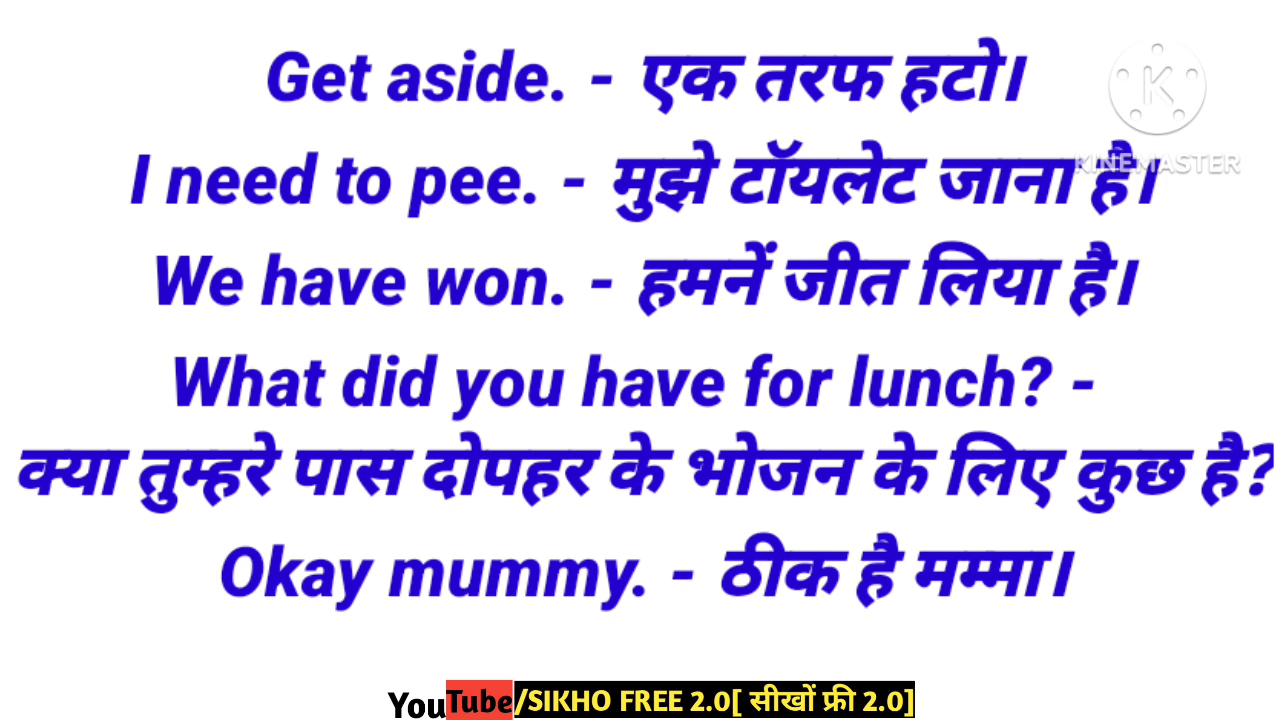 Get aside. - एक तरफ हटो।
KINEMASTER
I need to pee. - मुझे टॉयलेट जाना है।
We have won. - हमनें जीत लिया है।
What did you have for lunch? -
क्या तुम्हरे पास दोपहर के भोजन के लिए कुछ है?
Okay mummy. - ठीक है मम्मा।
YouTube/SIKHO FREE 2.0[ सीखों फ्री 2.0]